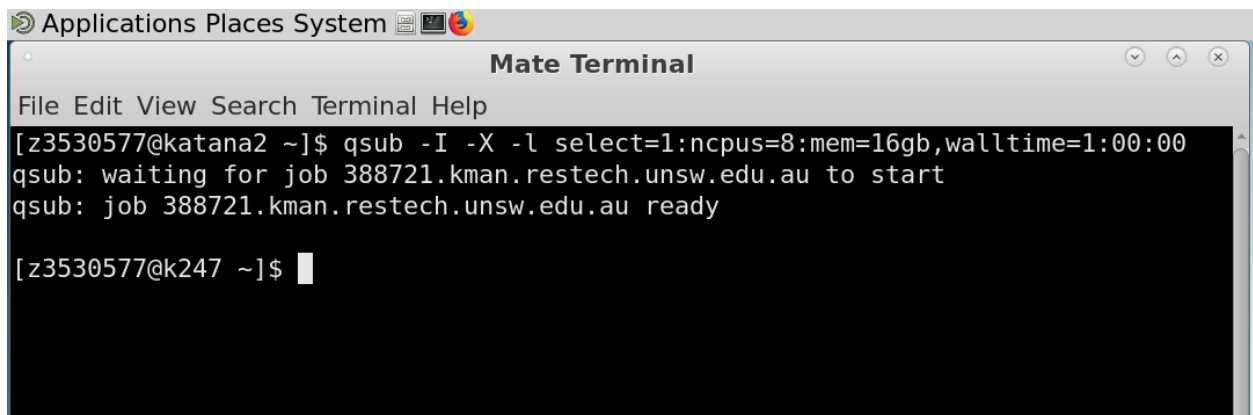 Applications Places System
Mate Terminal
File Edit View Search Terminal Help
[z3530577@katana2 ~]$ qsub -I -X -l select=1:ncpus=8:mem=16gb,walltime=1:00:00
qsub: waiting for job 388721.kman.restech.unsw.edu.au to start
qsub: job 388721.kman.restech.unsw.edu.au ready
[z3530577@k247 ~]$